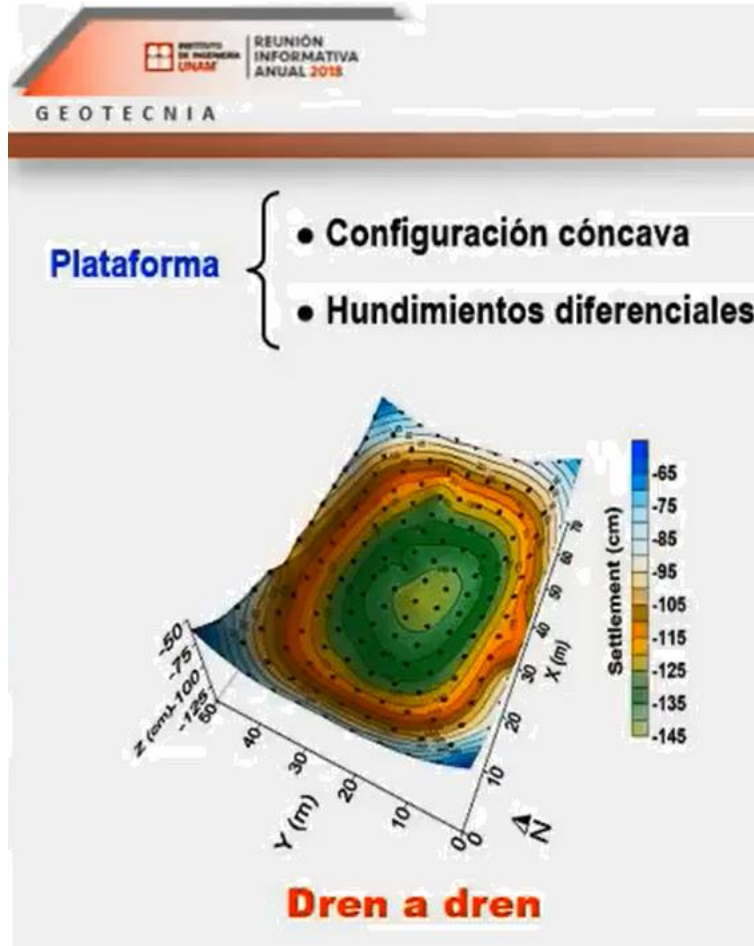 INSTITUTO
DE INGENIERÍA
UNAM
REUNIÓN
INFORMATIVA
ANUAL 2018
GEOTECNIA
Plataforma
• Configuración cóncava
• Hundimientos diferenciales
Settlement (cm)
-65
-75
-85
-95
-105
-115
-125
-135
-145
-50
-75
-100
-125
Z (cm)
50
40
30
20
10
0
Y (m)
0
10
20
30
40
50
60
70
X (m)
N
Dren a dren